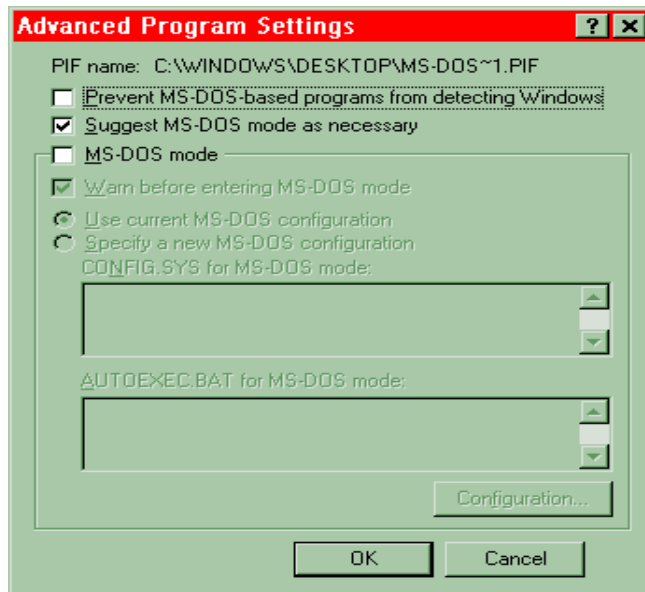 Advanced Program Settings
PIF name: C:\WINDOWS\DESKTOP\MS-DOS~1.PIF
Prevent MS-DOS-based programs from detecting Windows
Suggest MS-DOS mode as necessary
MS-DOS mode
Warn before entering MS-DOS mode
Use current MS-DOS configuration
Specify a new MS-DOS configuration
CONFIG.SYS for MS-DOS mode:
AUTOEXEC.BAT for MS-DOS mode:
Configuration...
OK Cancel